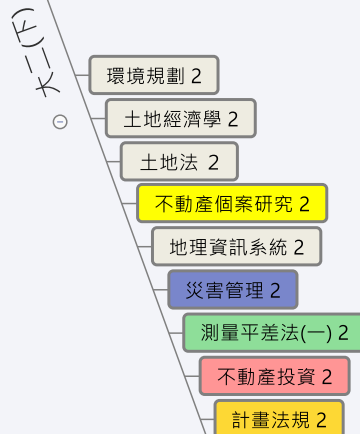 大二(下)
環境規劃 2
土地經濟學 2
土地法 2
不動產個案研究 2
地理資訊系統 2
災害管理 2
測量平差法(一) 2
不動產投資 2
計畫法規 2